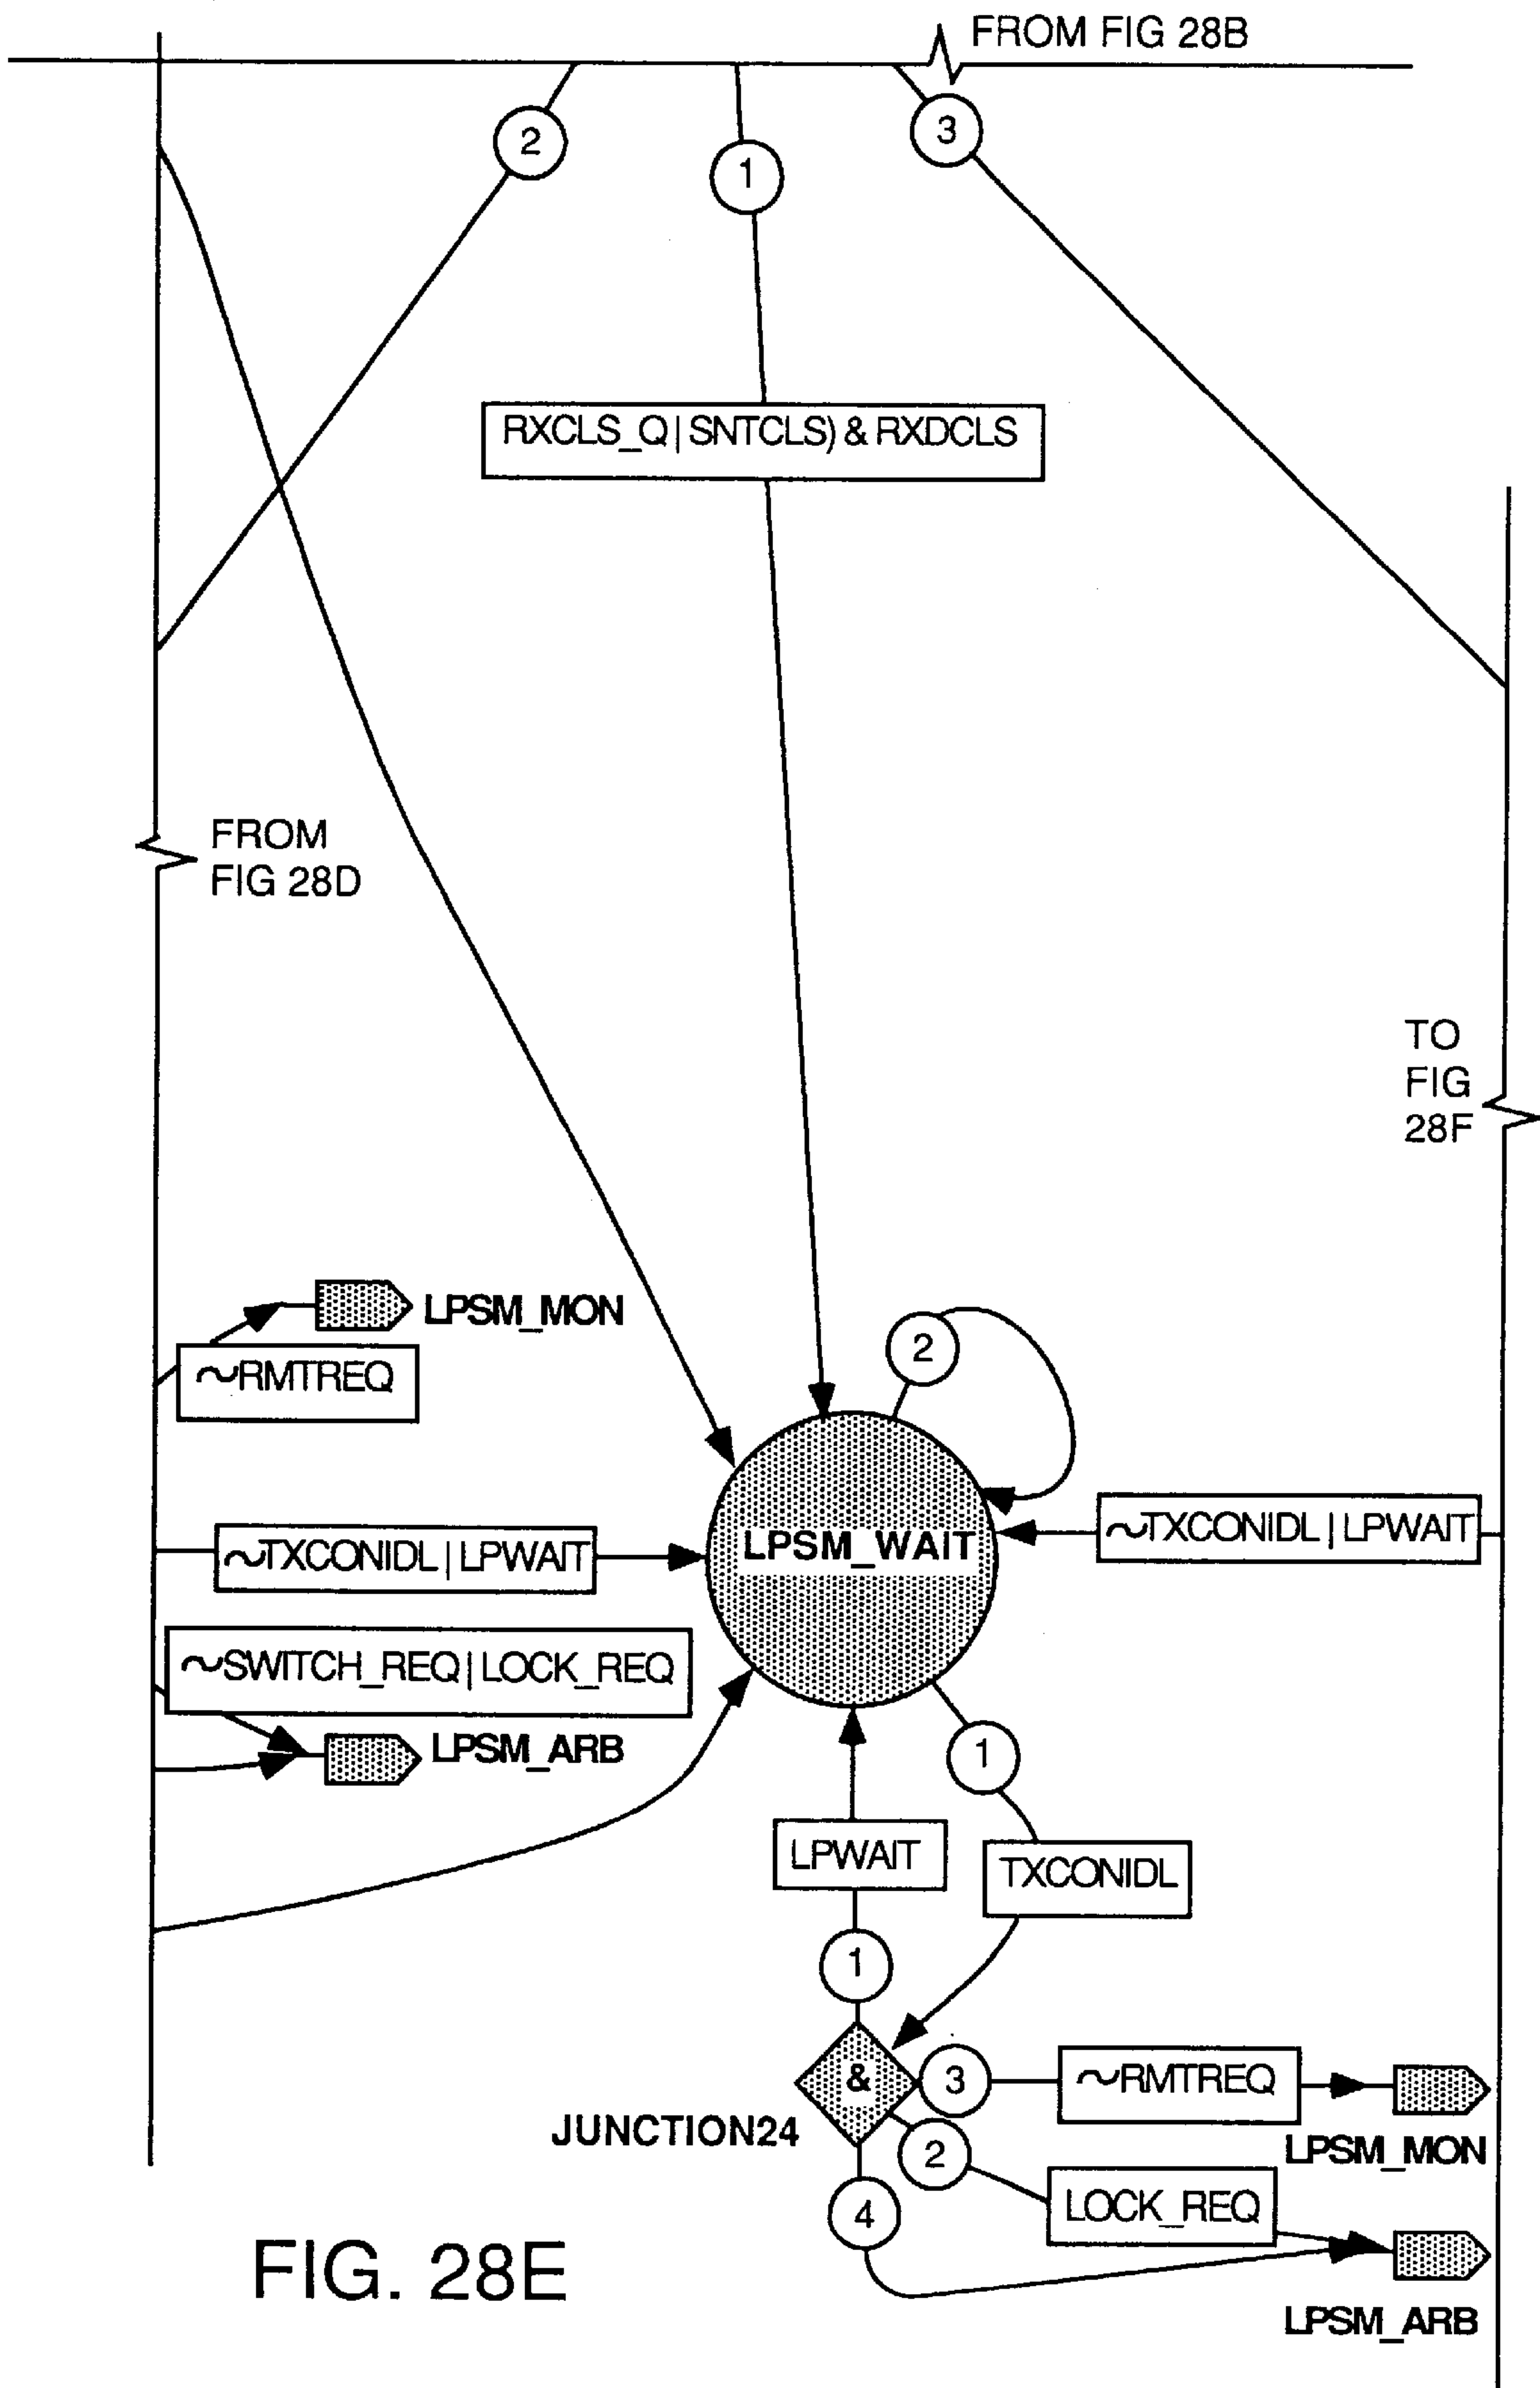 FROM FIG 28B
2
1
3
RXCLS_Q | SNTCLS) & RXDCLS
FROM
FIG 28D
TO
FIG
28F
LPSM_MON
~RMTREQ
2
~TXCONIDL | LPWAIT
LPSM_WAIT
~TXCONIDL | LPWAIT
~SWITCH_REQ | LOCK_REQ
LPSM_ARB
1
LPWAIT
TXCONIDL
1
&
3
~RMTREQ
JUNCTION24
2
LPSM_MON
4
LOCK_REQ
FIG. 28E
LPSM_ARB